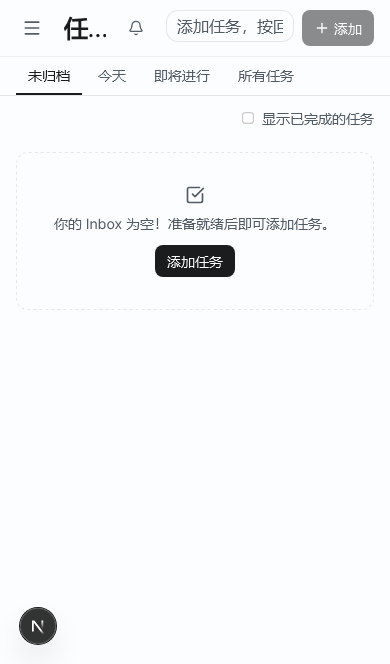 任...
添加任务，按回
+ 添加
未归档 今天 即将进行 所有任务
显示已完成的任务
你的 Inbox 为空！准备就绪后即可添加任务。
添加任务
N